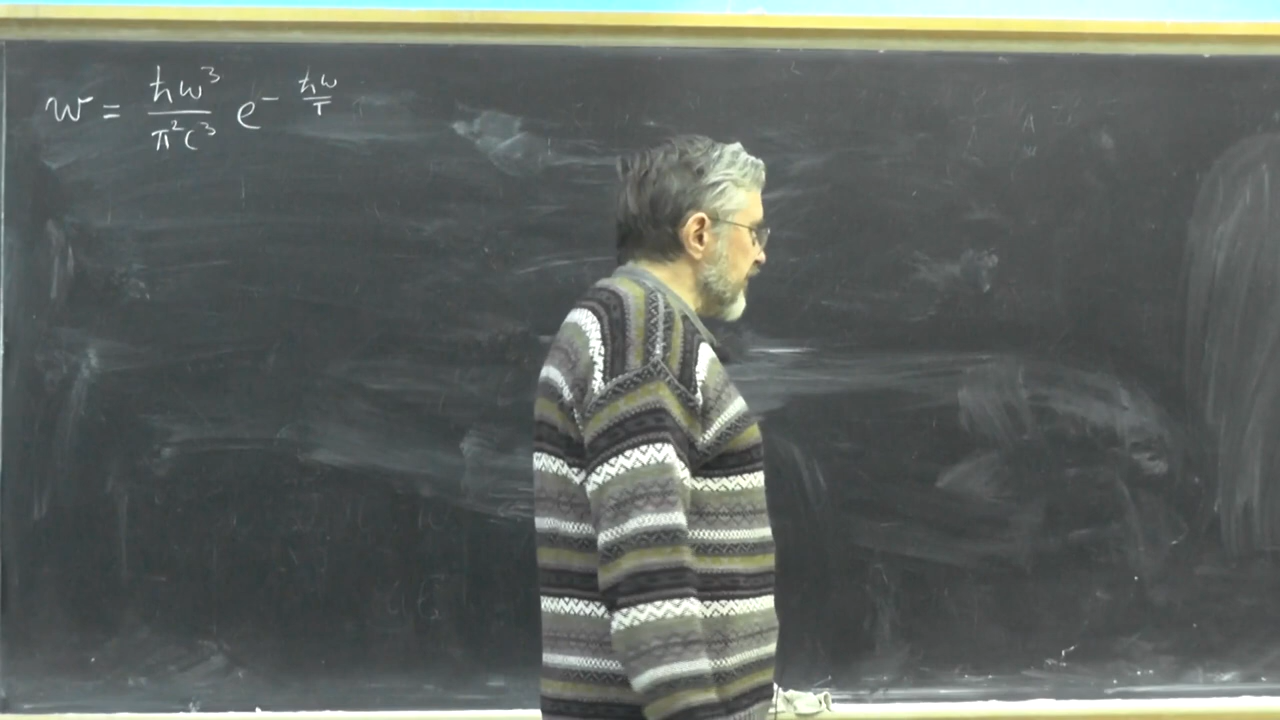 w = ħω³/π²c³ e^(- ħω/T)